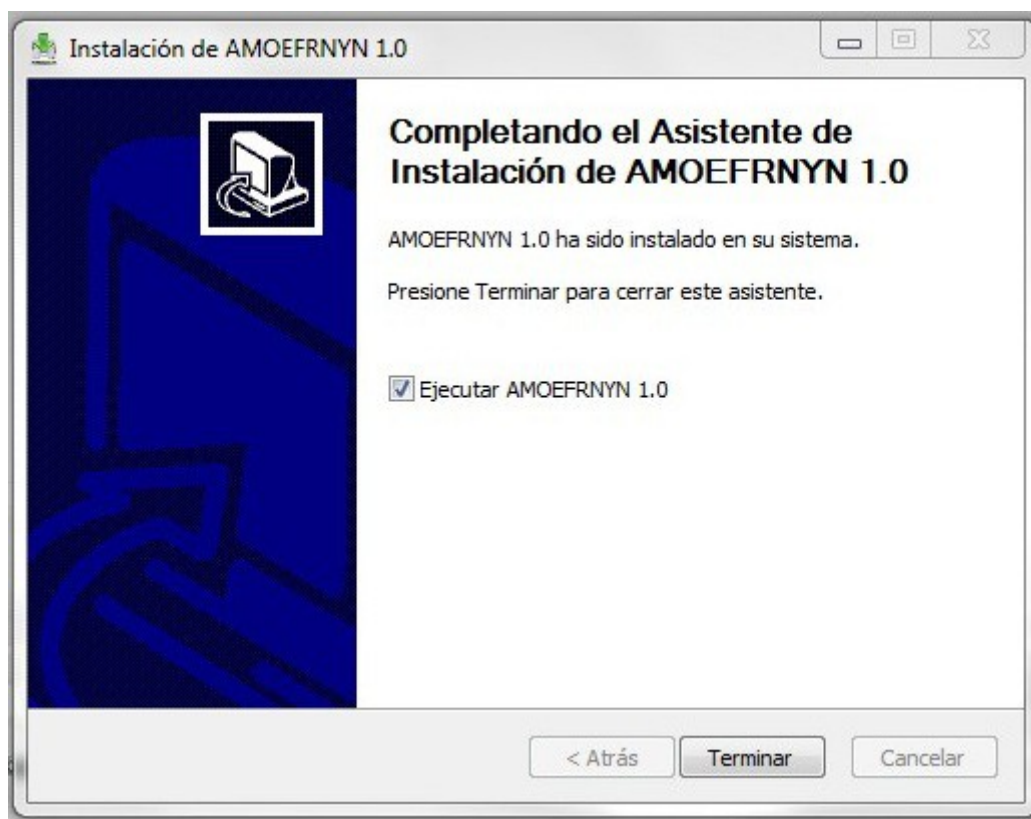 Instalación de AMOEFRNYN 1.0
Completando el Asistente de
Instalación de AMOEFRNYN 1.0
AMOEFRNYN 1.0 ha sido instalado en su sistema.
Presione Terminar para cerrar este asistente.
Ejecutar AMOEFRNYN 1.0
< Atrás Terminar Cancelar